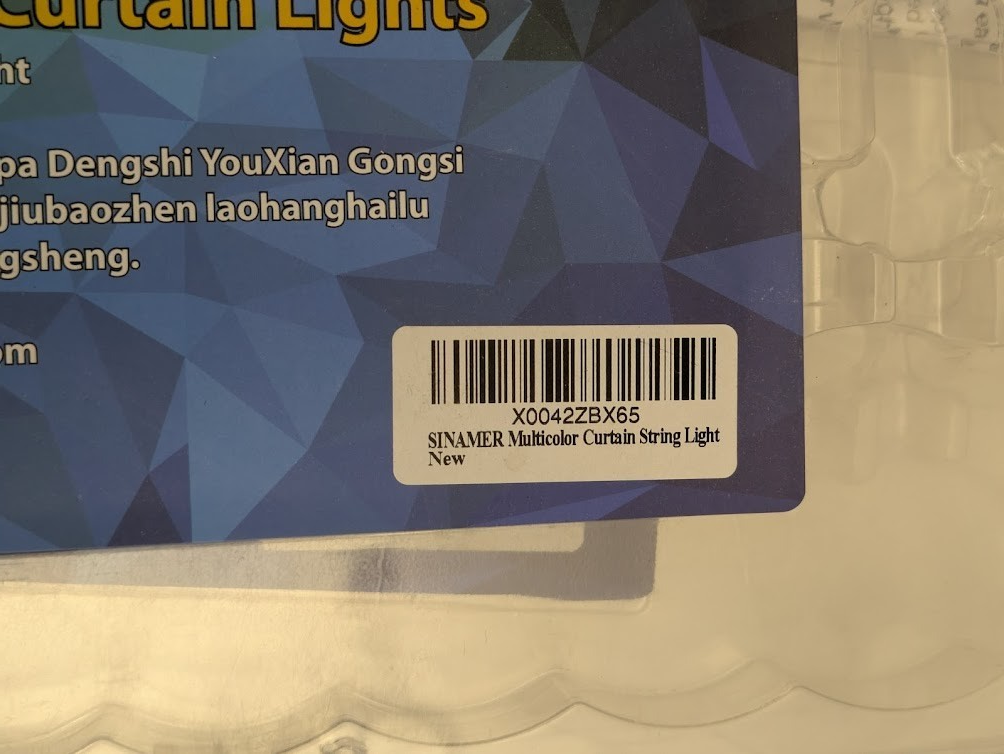 Curtain Lights
ht
pa Dengshi YouXian Gongsi
jiubaozhen laohanghailu
gsheng.
om
X0042ZBX65
SINAMER Multicolor Curtain String Light
New